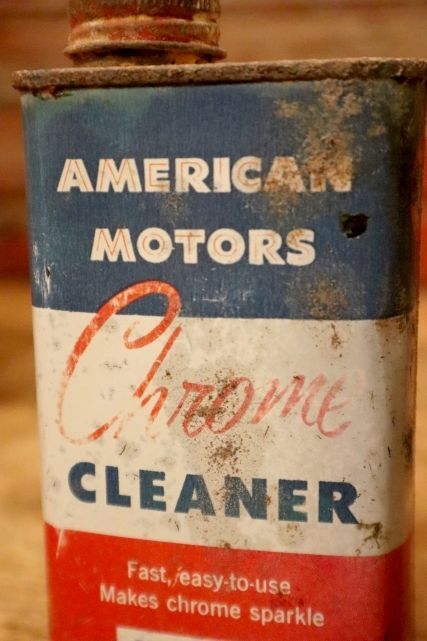 AMERICAN
MOTORS
Chrome
CLEANER
Fast, easy-to-use
Makes chrome sparkle